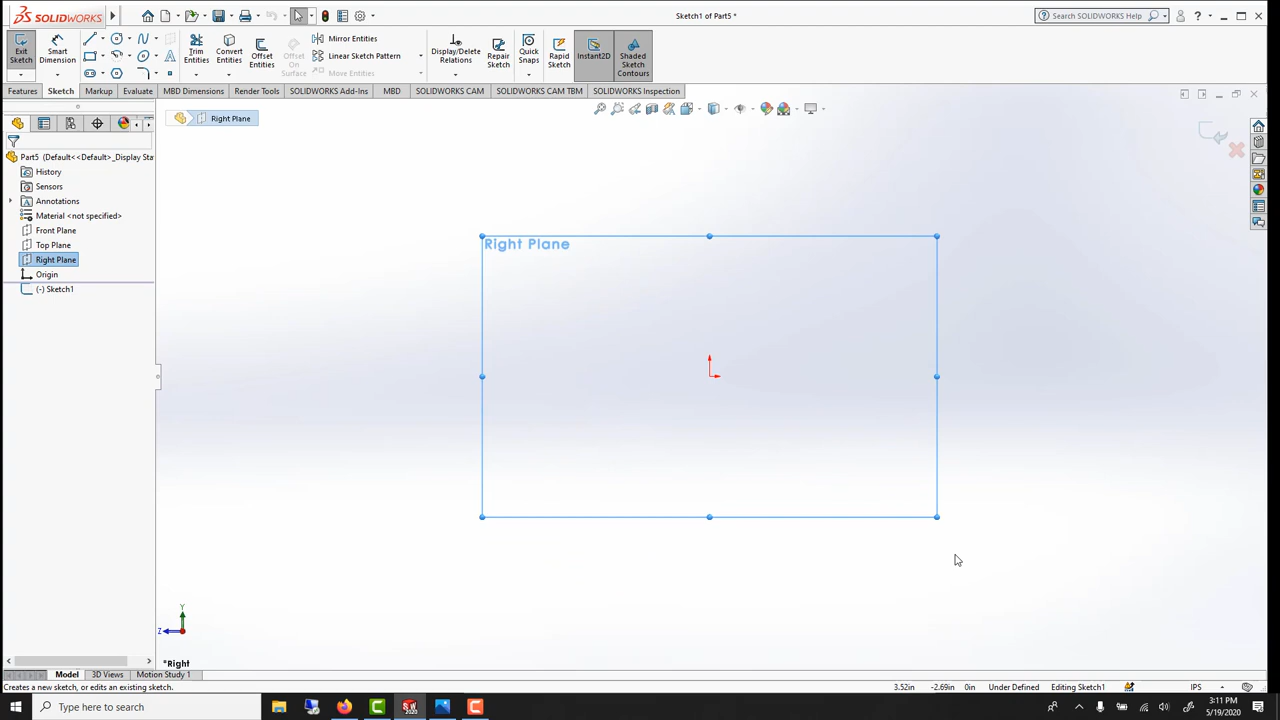 SOLIDWORKS
Sketch1 of Part5 *
Search SOLIDWORKS Help
Exit Sketch
Smart Dimension
Trim Entities
Convert Entities
Offset Entities
Offset On Surface
Mirror Entities
Linear Sketch Pattern
Move Entities
Display/Delete Relations
Repair Sketch
Quick Snaps
Rapid Sketch
Instant2D
Shaded Sketch Contours
Features Sketch Markup Evaluate MBD Dimensions Render Tools SOLIDWORKS Add-Ins MBD SOLIDWORKS CAM SOLIDWORKS CAM TBM SOLIDWORKS Inspection
Right Plane
Part5 (Default<<Default>_Display Sta
History
Sensors
Annotations
Material <not specified>
Front Plane
Top Plane
Right Plane
Origin
(-) Sketch1
Right Plane
Y
Z
*Right
Model 3D Views Motion Study 1
Creates a new sketch, or edits an existing sketch.
3.52in -2.69in 0in Under Defined Editing Sketch1 IPS
Type here to search
3:11 PM
5/19/2020